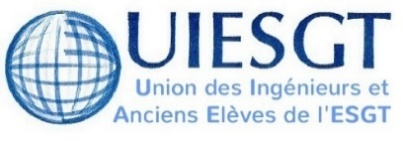 UIESGT
Union des Ingénieurs et
Anciens Elèves de l'ESGT